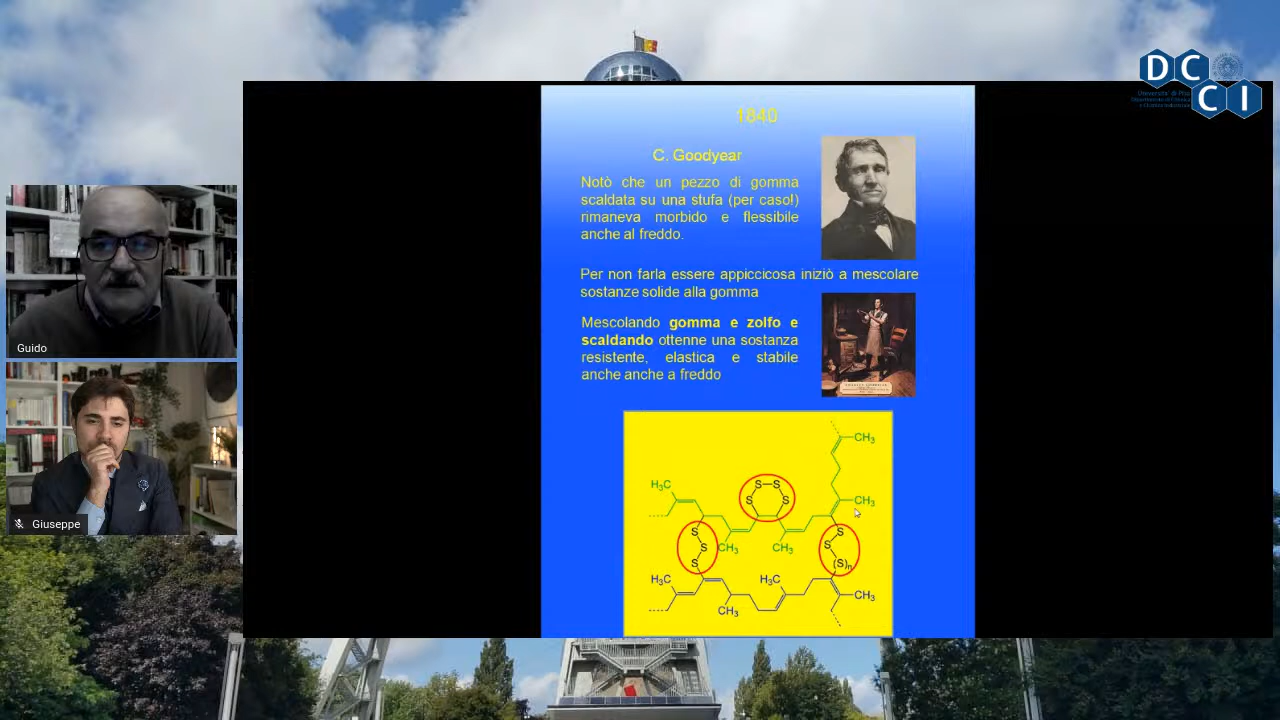 DC
CI
1840
C. Goodyear
Notò che un pezzo di gomma
scaldata su una stufa (per caso!)
rimaneva morbido e flessibile
anche al freddo.
Per non farla essere appiccicosa iniziò a mescolare
sostanze solide alla gomma
Mescolando gomma e zolfo e
scaldando ottenne una sostanza
resistente, elastica e stabile
anche anche a freddo
CH3
H3C
S S
S S
CH3
S
S
S
CH3
CH3
S
S
(S)n
H3C
H3C
CH3
CH3
Guido
Giuseppe